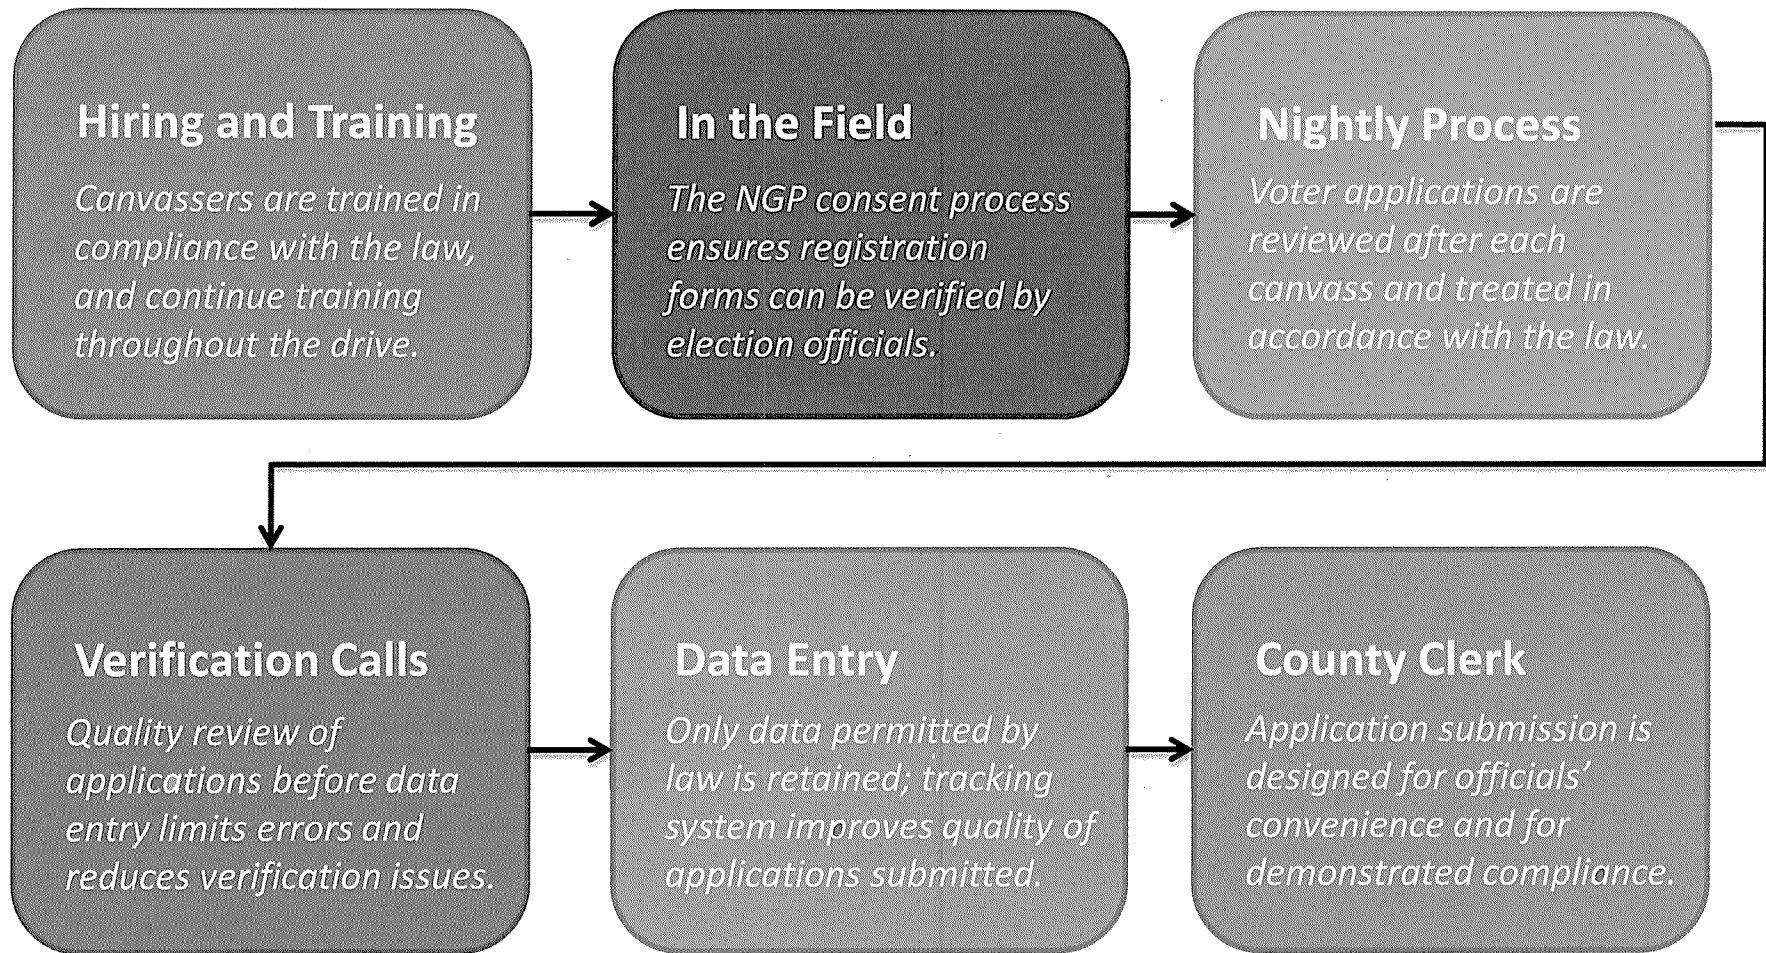 Hiring and Training
Canvassers are trained in
compliance with the law,
and continue training
throughout the drive.
In the Field
The NGP consent process
ensures registration
forms can be verified by
election officials.
Nightly Process
Voter applications are
reviewed after each
canvass and treated in
accordance with the law.
Verification Calls
Quality review of
applications before data
entry limits errors and
reduces verification issues.
Data Entry
Only data permitted by
law is retained; tracking
system improves quality of
applications submitted.
County Clerk
Application submission is
designed for officials’
convenience and for
demonstrated compliance.